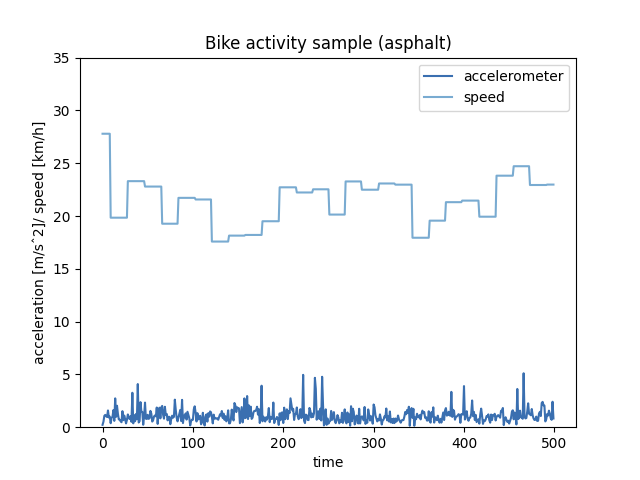 Bike activity sample (asphalt)
accelerometer
speed
acceleration [m/s^2]/ speed [km/h]
35
30
25
20
15
10
5
0
0 100 200 300 400 500
time